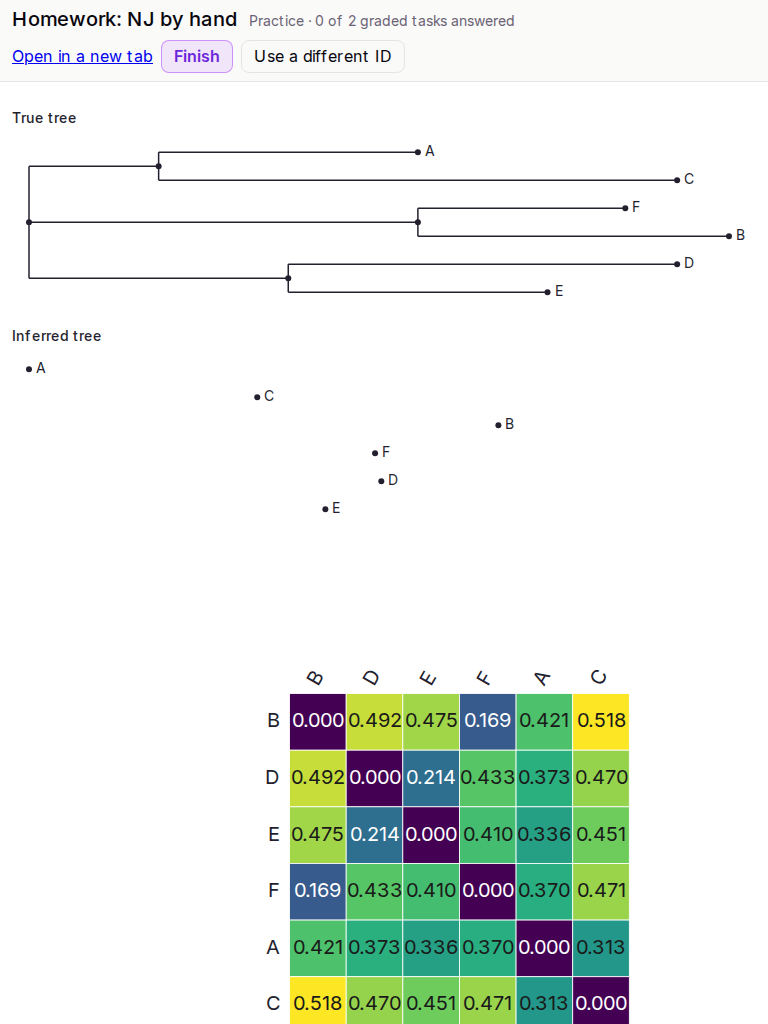 Homework: NJ by hand Practice · 0 of 2 graded tasks answered
Open in a new tab Finish Use a different ID
True tree
A
C
F
B
D
E
Inferred tree
A
C
B
F
D
E
B D E F A C
B 0.000 0.492 0.475 0.169 0.421 0.518
D 0.492 0.000 0.214 0.433 0.373 0.470
E 0.475 0.214 0.000 0.410 0.336 0.451
F 0.169 0.433 0.410 0.000 0.370 0.471
A 0.421 0.373 0.336 0.370 0.000 0.313
C 0.518 0.470 0.451 0.471 0.313 0.000